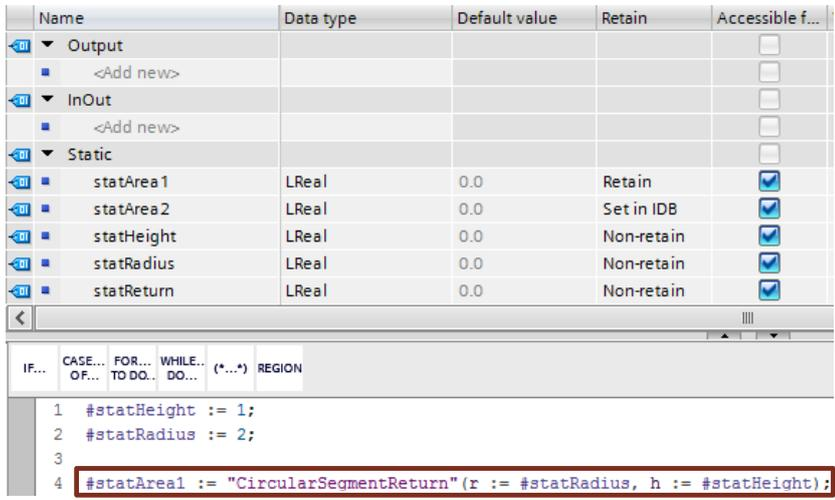 Name Data type Default value Retain Accessible f...
Output
<Add new>
InOut
<Add new>
Static
statArea1 LReal 0.0 Retain
statArea2 LReal 0.0 Set in IDB
statHeight LReal 0.0 Non-retain
statRadius LReal 0.0 Non-retain
statReturn LReal 0.0 Non-retain
IF... CASE... OF... FOR... TO DO.. WHILE.. DO... (*...*) REGION
1 #statHeight := 1;
2 #statRadius := 2;
3
4 #statArea1 := "CircularSegmentReturn"(r := #statRadius, h := #statHeight);